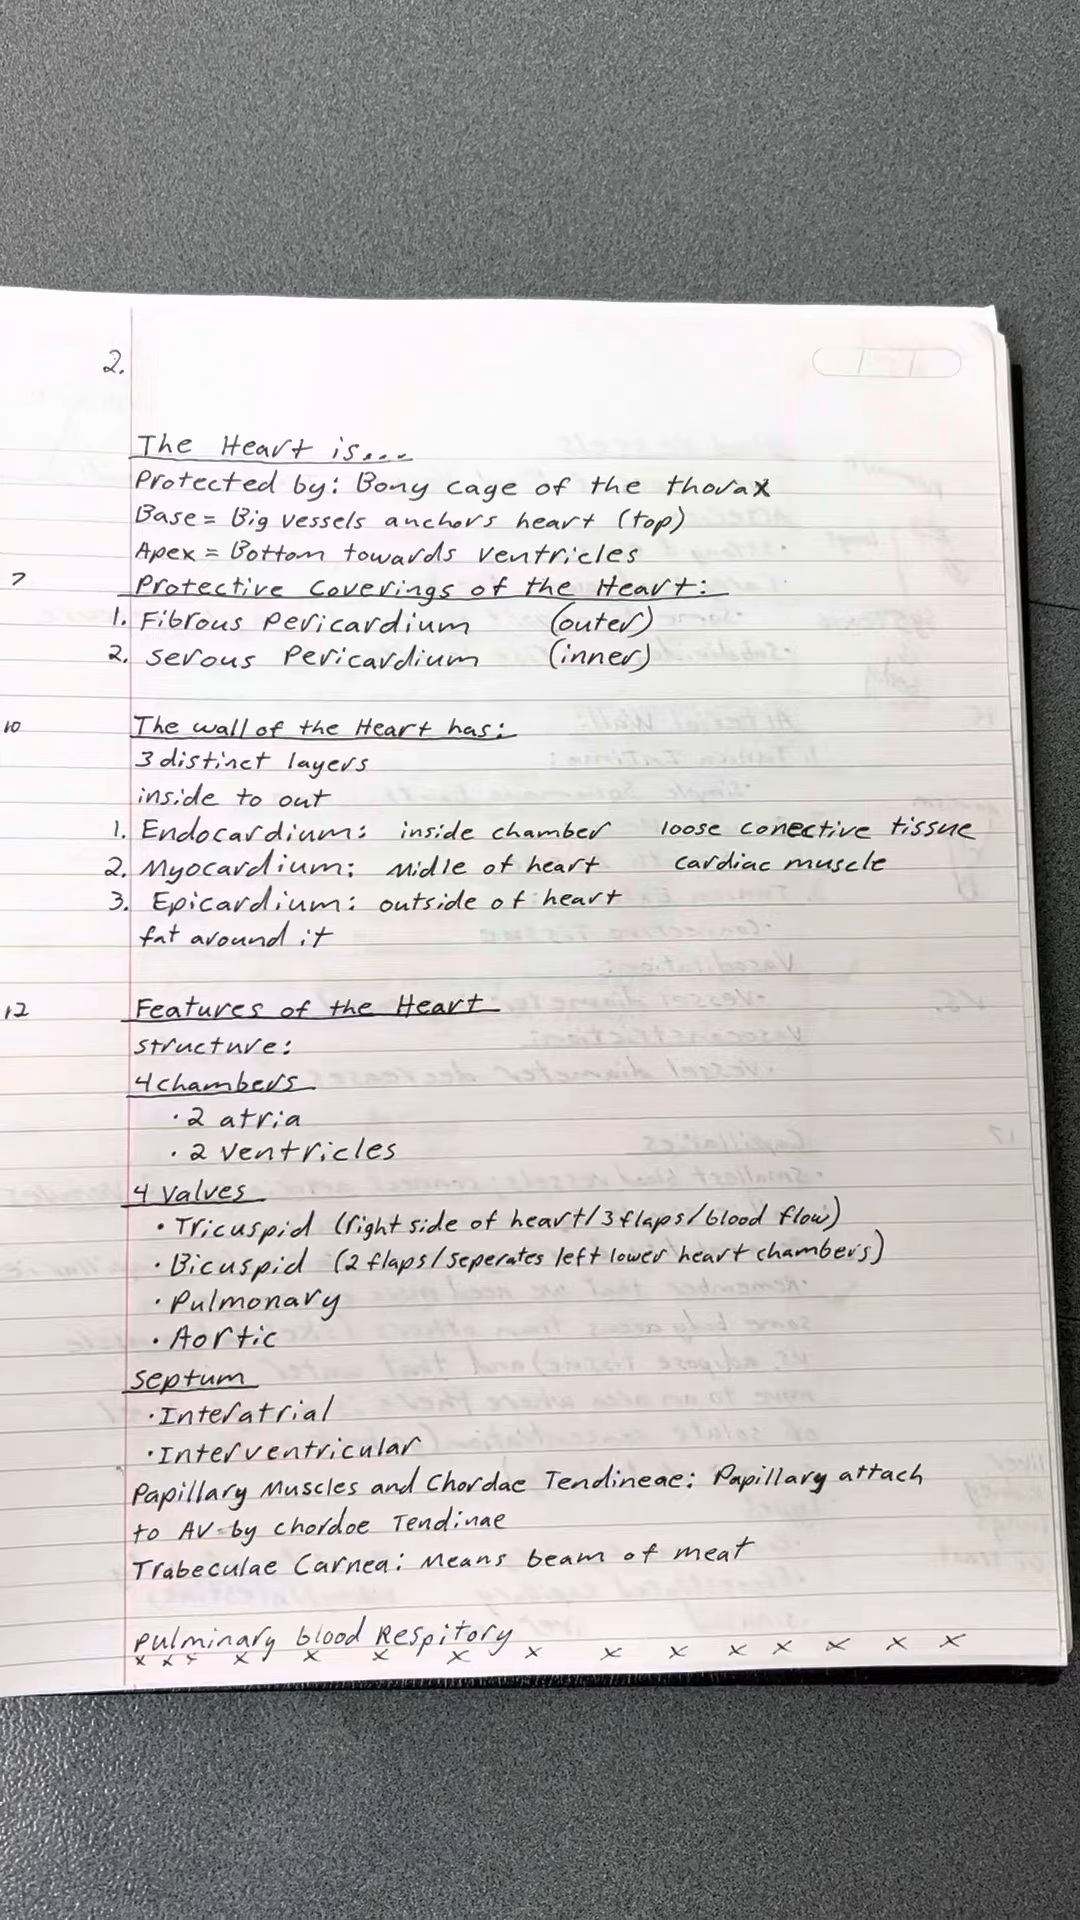 2.
The Heart is...
Protected by: Bony cage of the thorax
Base = Big vessels anchors heart (top)
Apex = Bottom towards ventricles
7 Protective Coverings of the Heart:
1. Fibrous Pericardium (outer)
2. Serous Pericardium (inner)
10 The wall of the Heart has:
3 distinct layers
inside to out
1. Endocardium: inside chamber loose conective tissue
2. Myocardium: Midle of heart cardiac muscle
3. Epicardium: outside of heart
fat around it
12 Features of the Heart
structure:
4 chambers
· 2 atria
· 2 ventricles
4 Valves
· Tricuspid (right side of heart/3 flaps/blood flow)
· Bicuspid (2 flaps/seperates left lower heart chambers)
· Pulmonary
· Aortic
Septum
· Interatrial
· Interventricular
Papillary Muscles and Chordae Tendineae: Papillary attach
to AV by chordoe Tendinae
Trabeculae Carnea: Means beam of meat
Pulminary blood Respitory
x x x x x x x x x x x x x x x